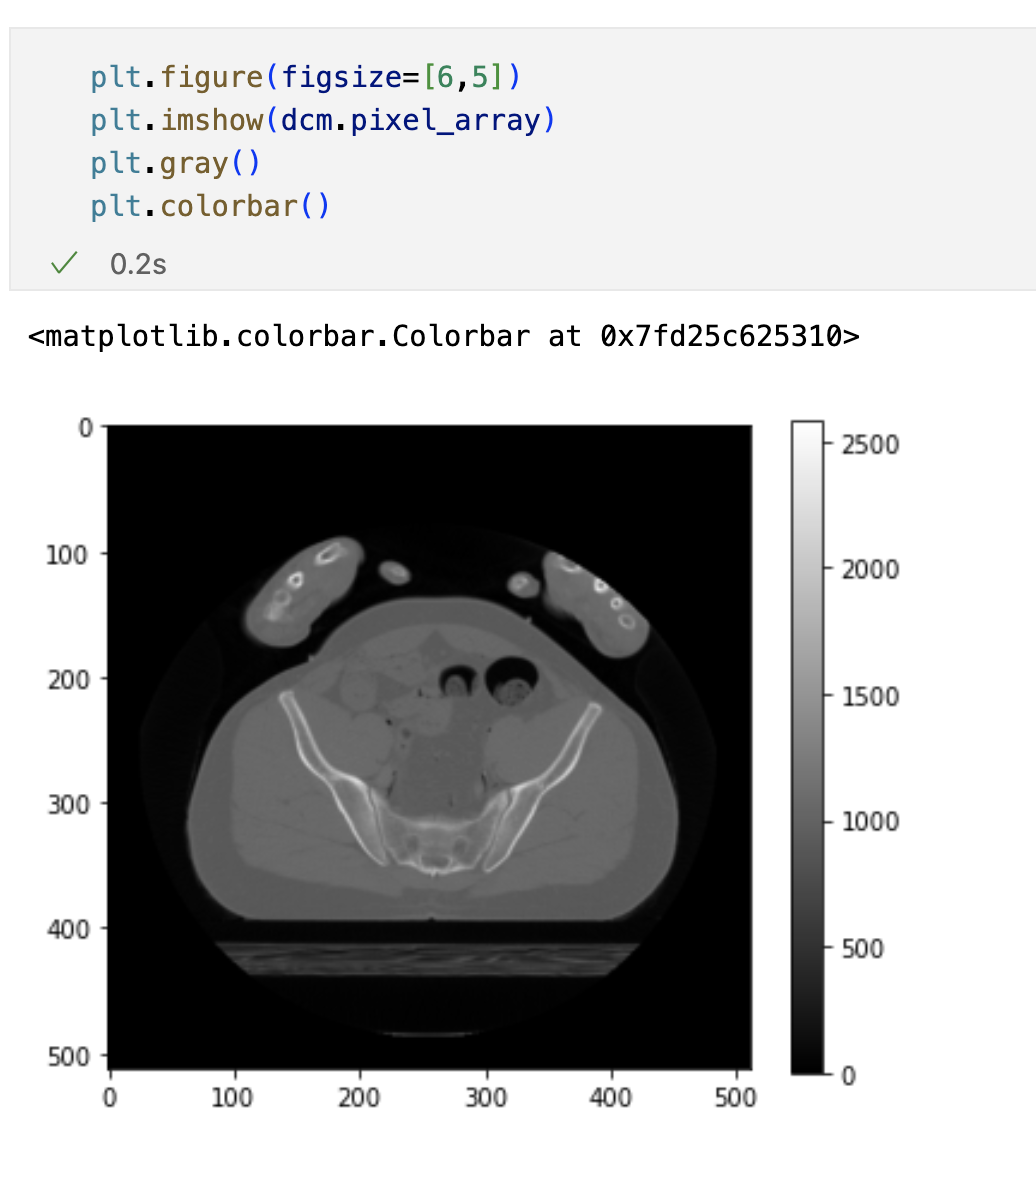 plt.figure(figsize=[6,5])
plt.imshow(dcm.pixel_array)
plt.gray()
plt.colorbar()
0.2s
<matplotlib.colorbar.Colorbar at 0x7fd25c625310>
0
100
200
300
400
500
0 100 200 300 400 500
2500
2000
1500
1000
500
0